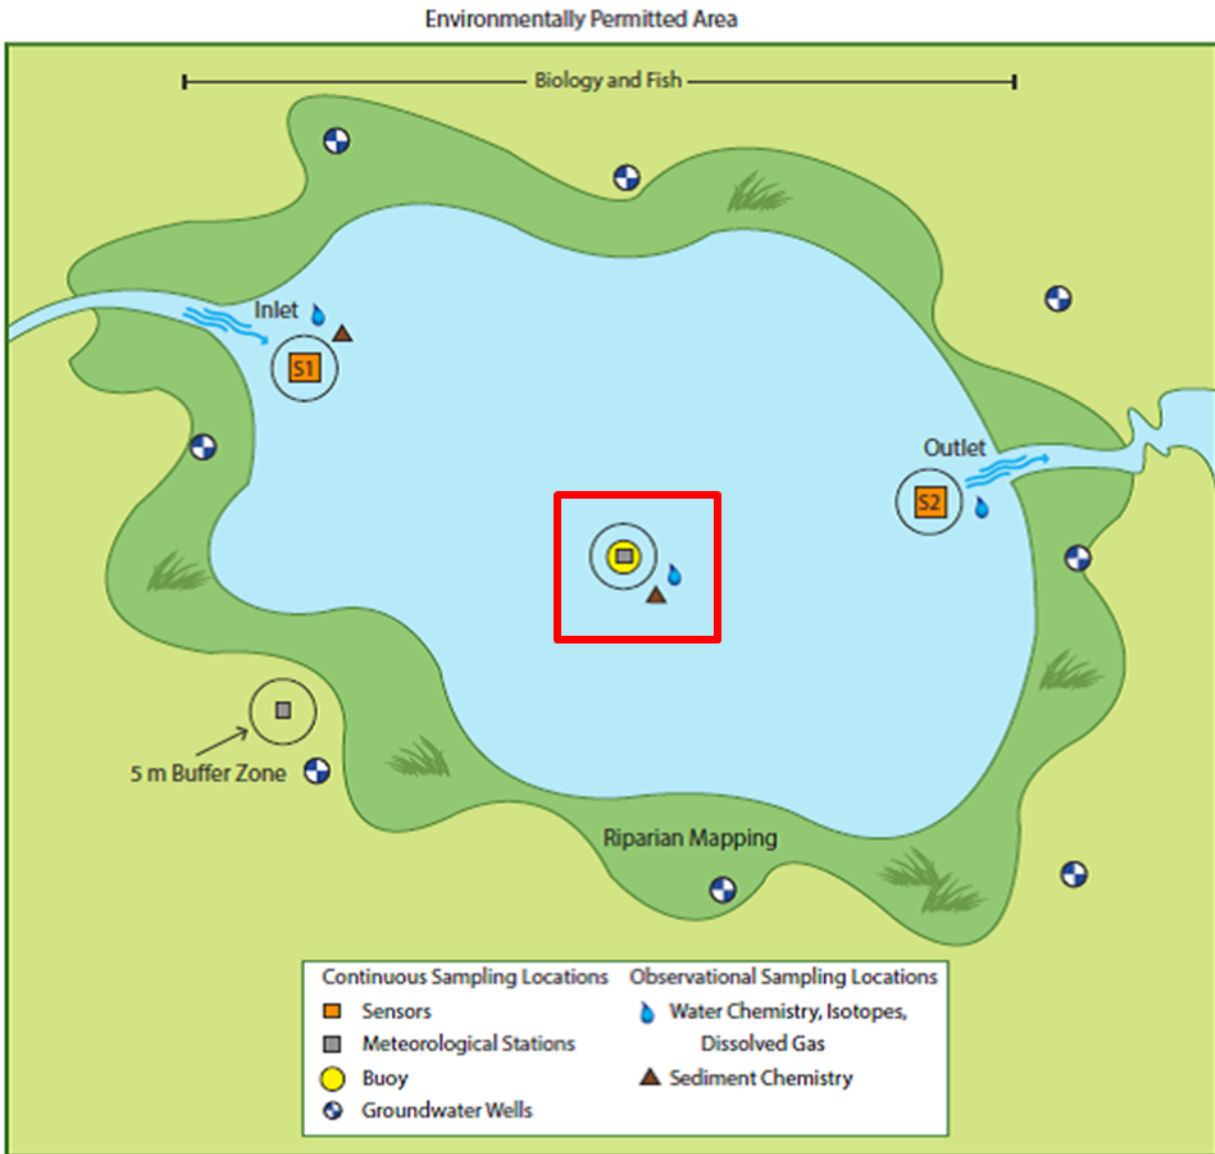 Environmentally Permitted Area
Biology and Fish
Inlet
S1
Outlet
S2
5 m Buffer Zone
Riparian Mapping
Continuous Sampling Locations
Sensors
Meteorological Stations
Buoy
Groundwater Wells
Observational Sampling Locations
Water Chemistry, Isotopes,
Dissolved Gas
Sediment Chemistry